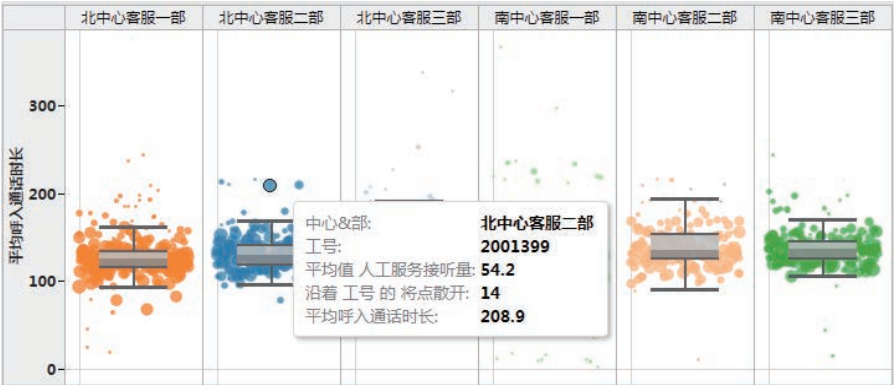 北中心客服一部 北中心客服二部 北中心客服三部 南中心客服一部 南中心客服二部 南中心客服三部
平均呼入通话时长
300
200
100
0
中心&部: 北中心客服二部
工号: 2001399
平均值 人工服务接听量: 54.2
沿着 工号 的 将点散开: 14
平均呼入通话时长: 208.9